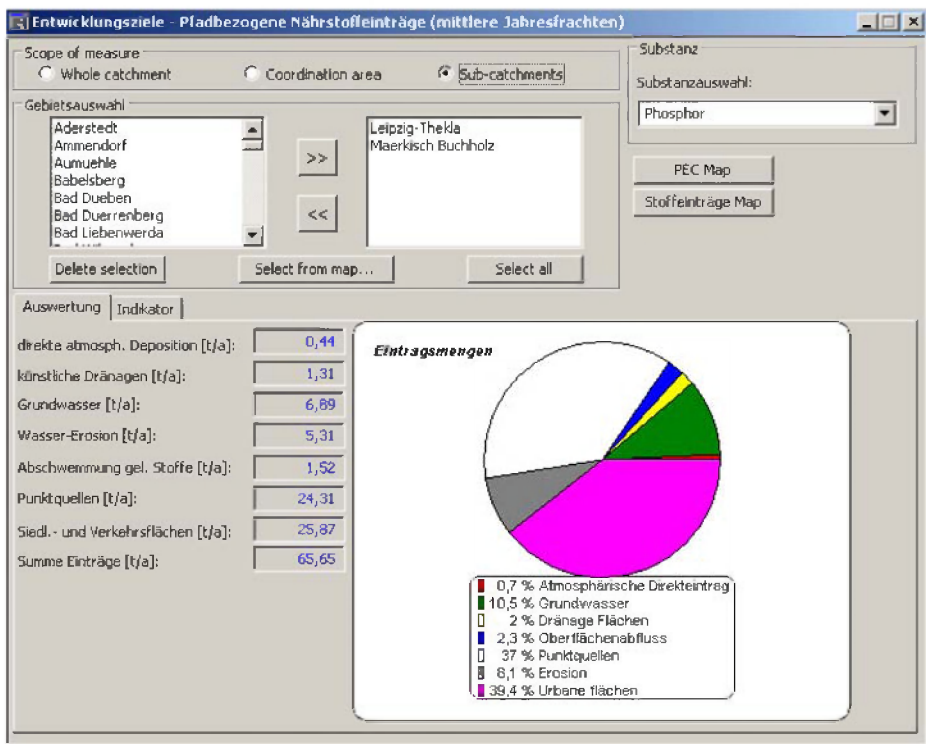 Entwicklungsziele - Pfadbezogene Nährstoffeinträge (mittlere Jahresfrachten)
Scope of measure
Whole catchment
Coordination area
Sub-catchments
Substanz
Substanzauswahl:
Phosphor
PEC Map
Stoffeinträge Map
Gebietsauswahl
Aderstedt
Ammendorf
Aumuehle
Babelsberg
Bad Dueben
Bad Duerrenberg
Bad Liebenwerda
>>
<<
Leipzig-Thekla
Maerkisch Buchholz
Delete selection
Select from map...
Select all
Auswertung
Indikator
direkte atmosph. Deposition [t/a]: 0,44
künstliche Dränagen [t/a]: 1,31
Grundwasser [t/a]: 6,89
Wasser-Erosion [t/a]: 5,31
Abschwemmung gel. Stoffe [t/a]: 1,52
Punktquellen [t/a]: 24,31
Siedl.- und Verkehrsflächen [t/a]: 25,87
Summe Einträge [t/a]: 65,65
Eintragsmengen
0,7 % Atmosphärische Direkteintrag
10,5 % Grundwasser
2 % Dränage Flächen
2,3 % Oberflächenabfluss
37 % Punktquellen
8,1 % Erosion
39,4 % Urbane flächen